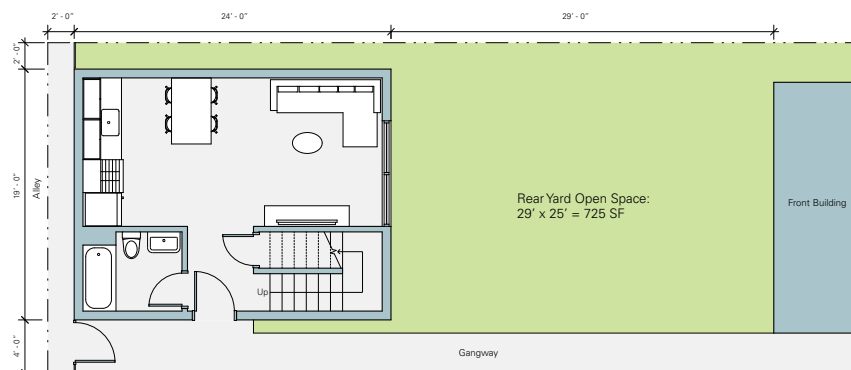 2' - 0"
24' - 0"
29' - 0"
2' - 0"
19' - 0"
Alley
Rear Yard Open Space:
29' x 25' = 725 SF
Front Building
Up
4' - 0"
Gangway